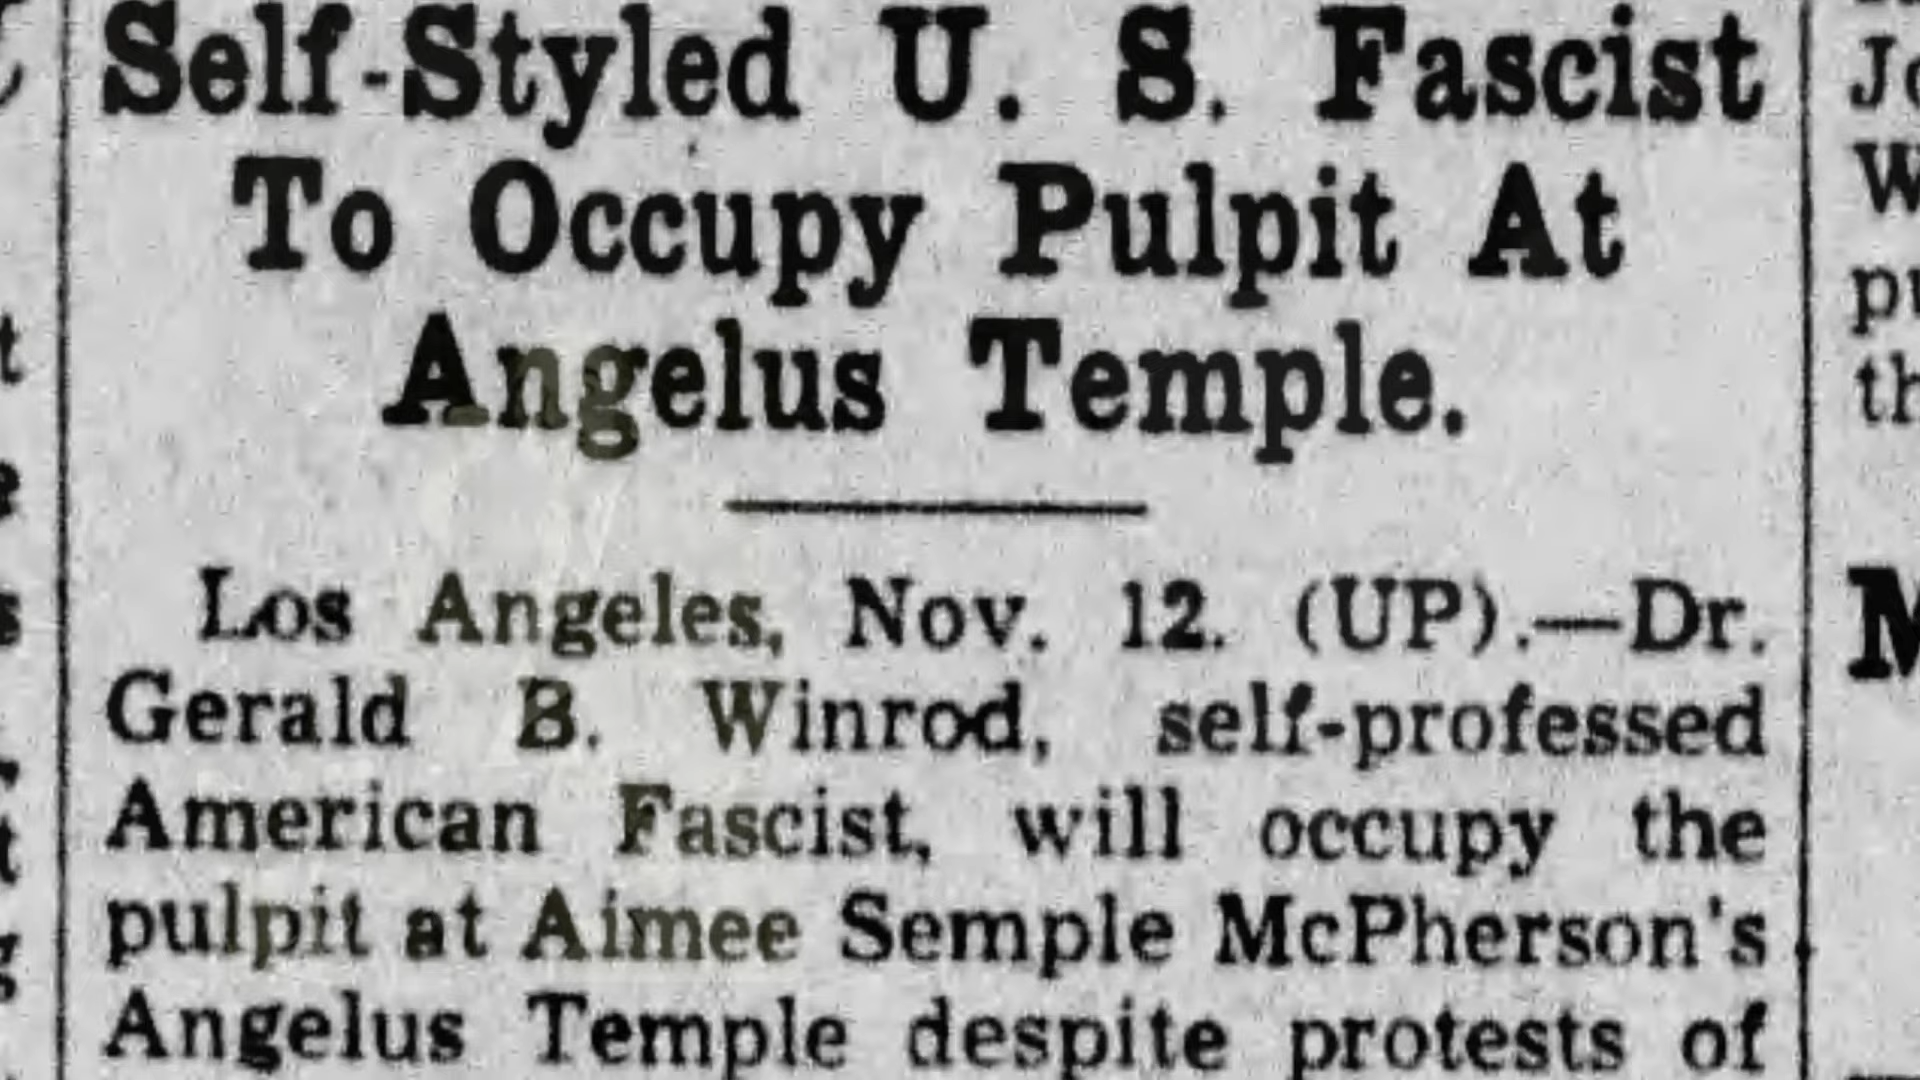 Self-Styled U. S. Fascist
To Occupy Pulpit At
Angelus Temple.
Los Angeles, Nov. 12. (UP).—Dr.
Gerald B. Winrod, self-professed
American Fascist, will occupy the
pulpit at Aimee Semple McPherson's
Angelus Temple despite protests of